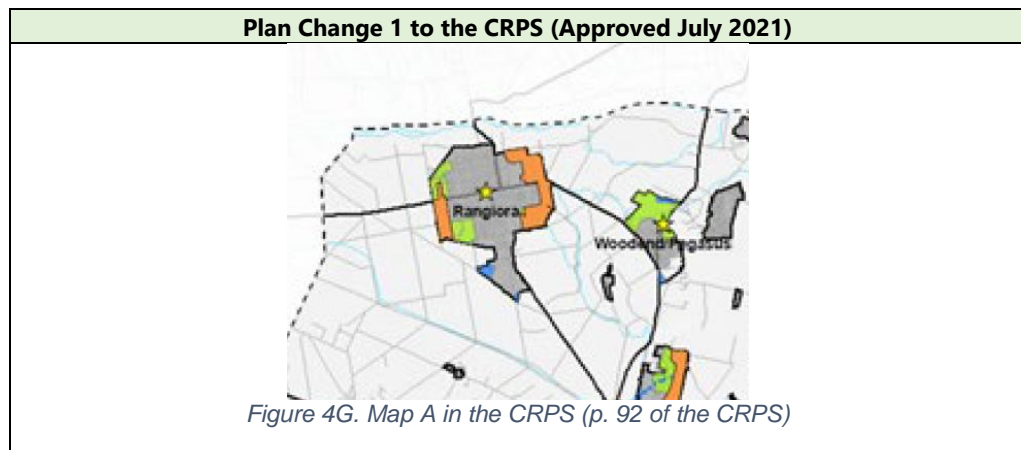 Plan Change 1 to the CRPS (Approved July 2021)
Rangiora
Woodend Pegasus
Figure 4G. Map A in the CRPS (p. 92 of the CRPS)